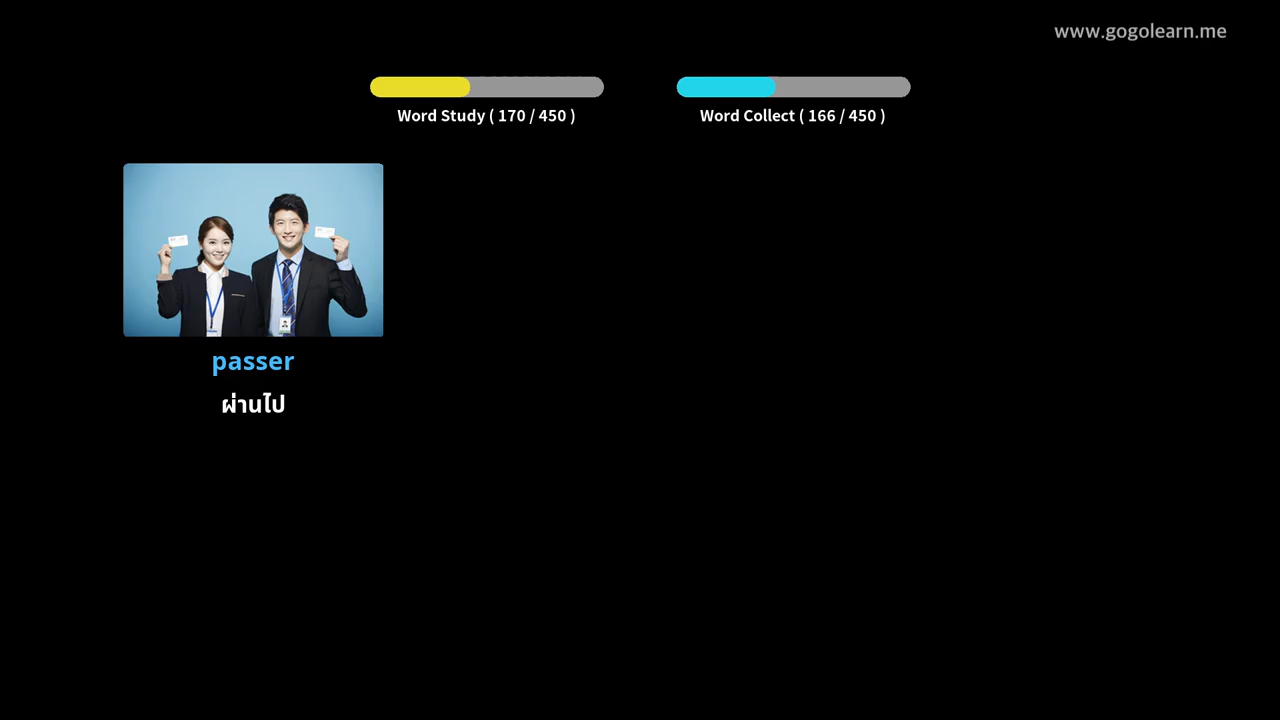 www.gogolearn.me
Word Study ( 170 / 450 )
Word Collect ( 166 / 450 )
passer
ผ่านไป